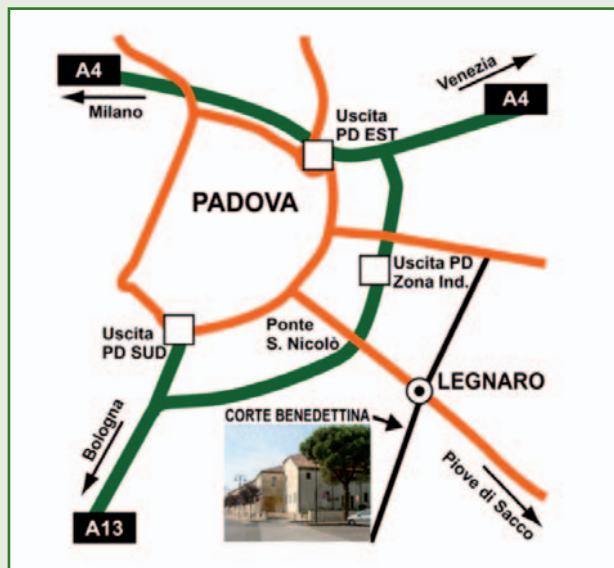 A4
Milano
Venezia
A4
Uscita
PD EST
PADOVA
Uscita PD
Zona Ind.
Uscita
PD SUD
Ponte
S. Nicolò
LEGNARO
CORTE BENEDETTINA
Bologna
Piove di Sacco
A13